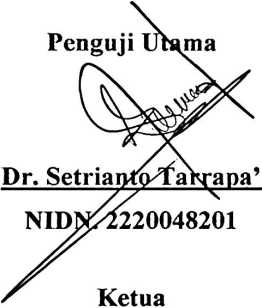 Penguji Utama
Dr. Setrianto Tarrapa’
NIDN. 2220048201
Ketua